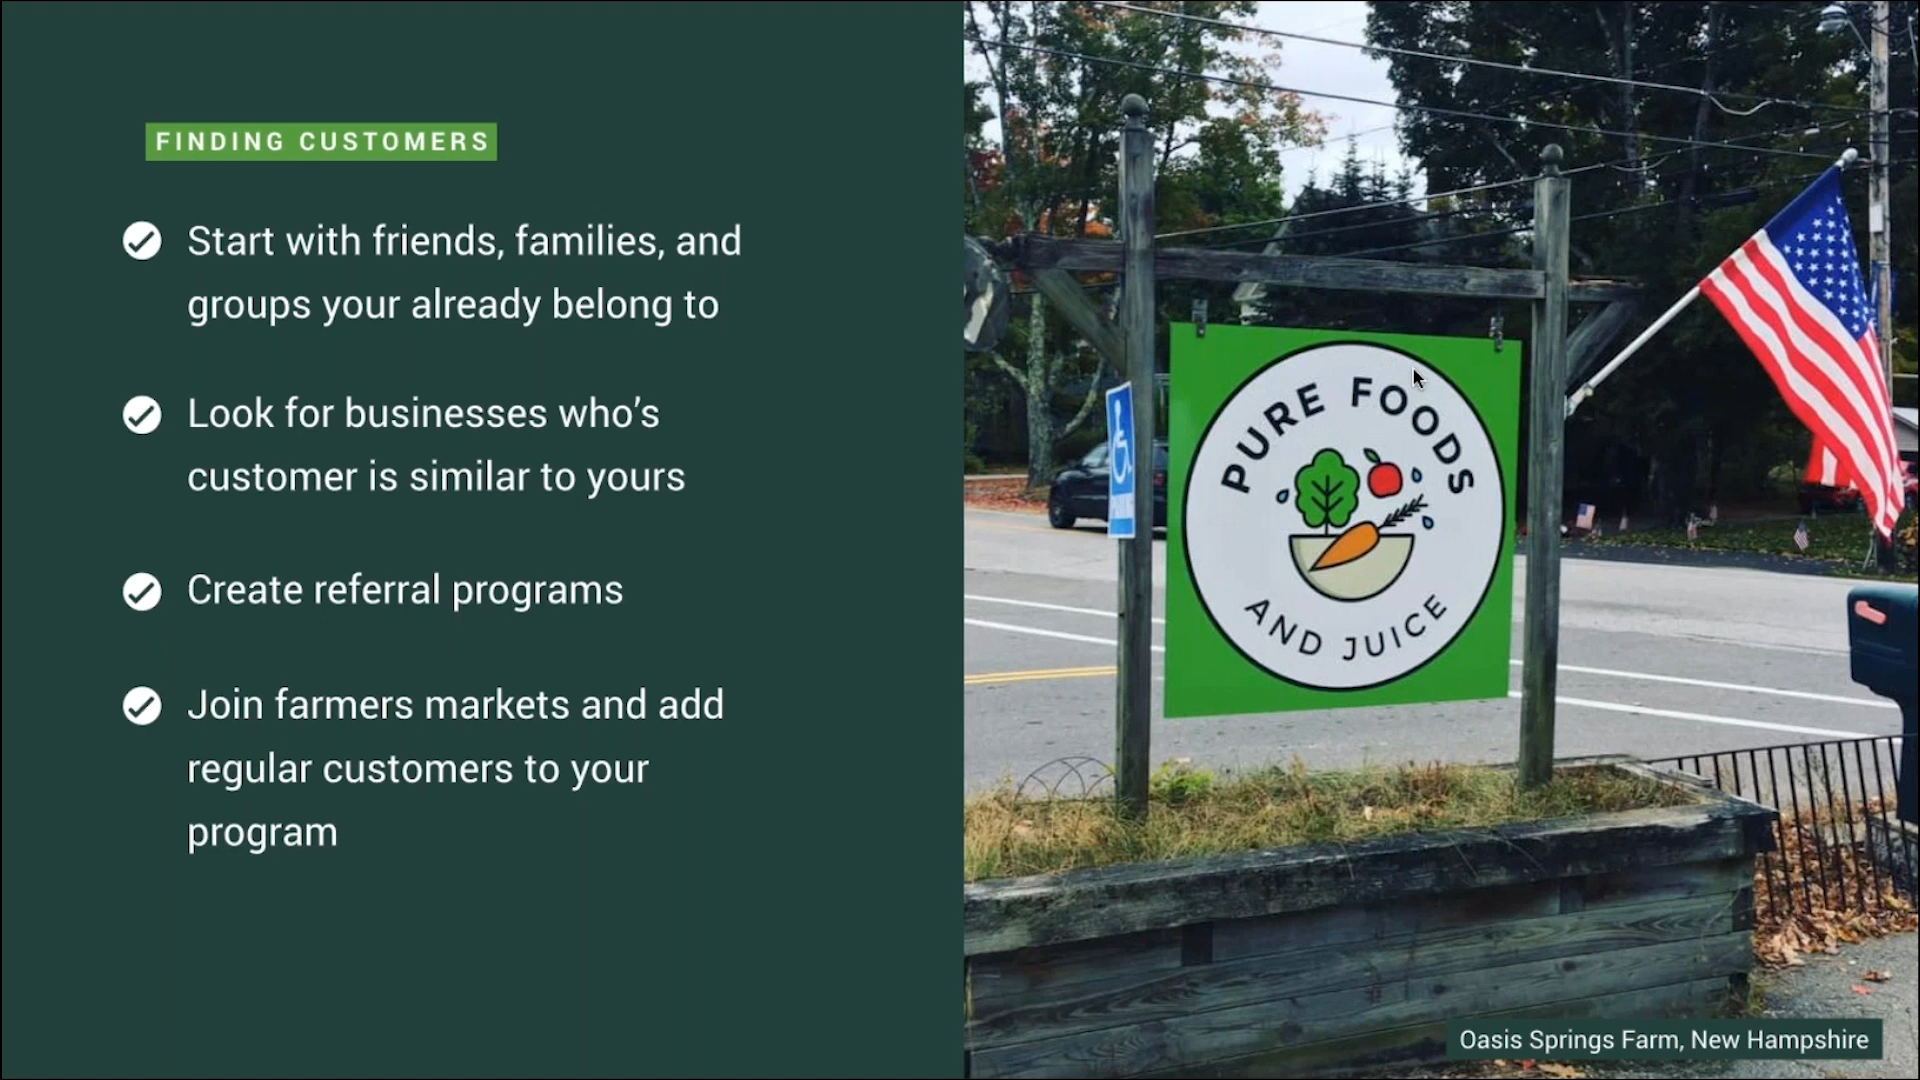 FINDING CUSTOMERS
Start with friends, families, and
groups your already belong to
Look for businesses who's
customer is similar to yours
Create referral programs
Join farmers markets and add
regular customers to your
program
PURE FOODS
AND JUICE
Oasis Springs Farm, New Hampshire